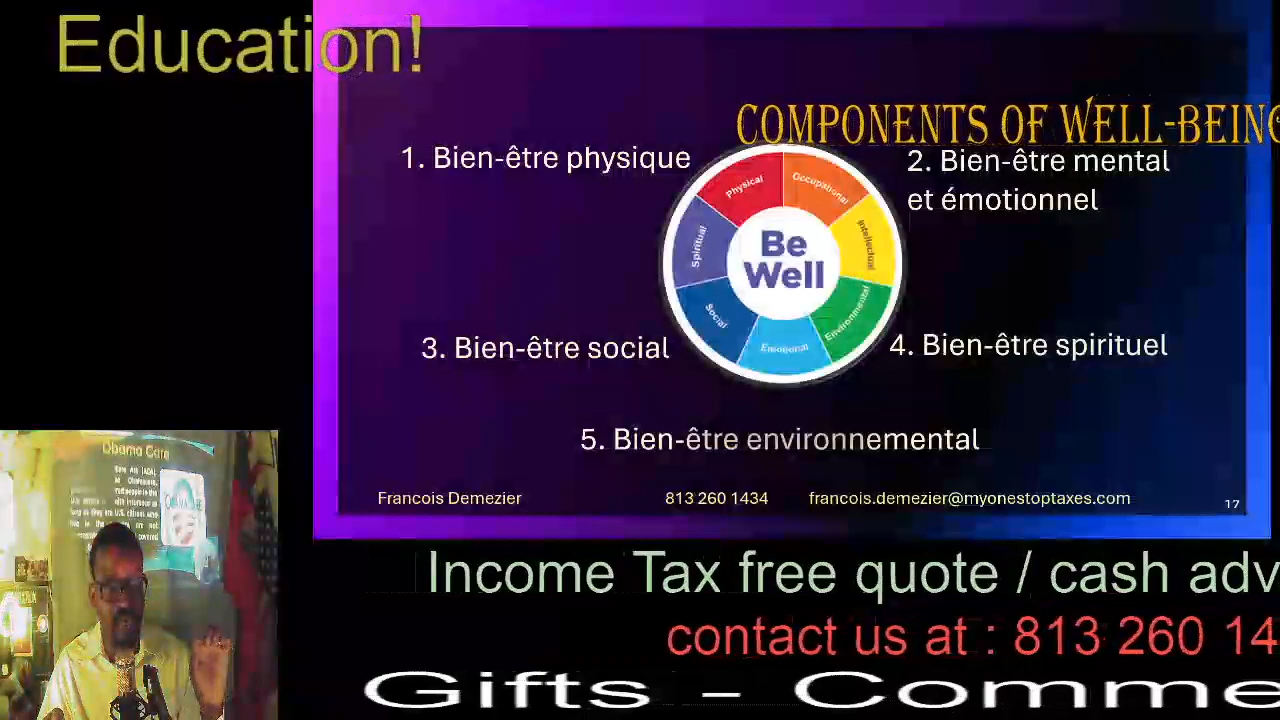 Education!
COMPONENTS OF WELL-BEING
1. Bien-être physique
2. Bien-être mental
et émotionnel
Physical
Occupational
Spiritual
Intellectual
Be
Well
Social
Environmental
Emotional
3. Bien-être social
4. Bien-être spirituel
5. Bien-être environnemental
Francois Demezier
813 260 1434
francois.demezier@myonestoptaxes.com
17
Obama Care
Income Tax free quote / cash adv
contact us at : 813 260 14
Gifts - Comme